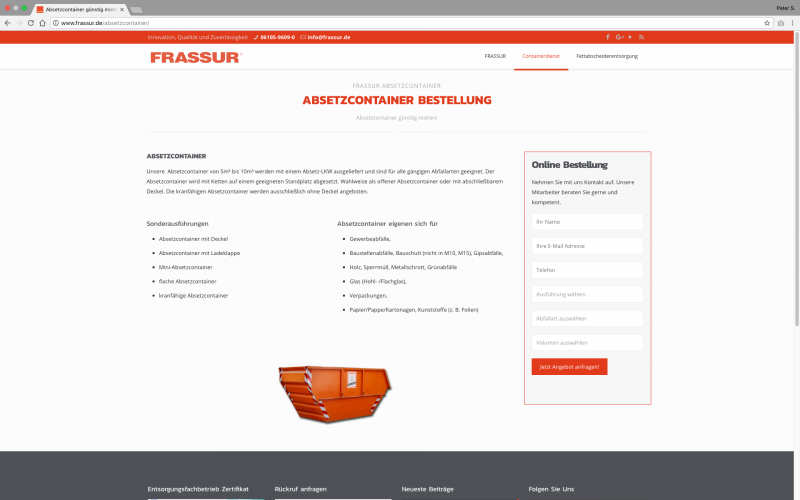 Absetzcontainer günstig miete
Peter S.
www.frassur.de/absetzcontainer/
Innovation, Qualität und Zuverlässigkeit 06105-9609-0 info@frassur.de
FRASSUR
FRASSUR Containerdienst Fettabscheiderentsorgung
FRASSUR ABSETZCONTAINER
ABSETZCONTAINER BESTELLUNG
Absetzcontainer günstig mieten!
ABSETZCONTAINER
Unsere Absetzcontainer von 5m³ bis 10m³ werden mit einem Absetz-LKW ausgeliefert und sind für alle gängigen Abfallarten geeignet. Der
Absetzcontainer wird mit Ketten auf einem geeigneten Standplatz abgesetzt. Wahlweise als offener Absetzcontainer oder mit abschließbarem
Deckel. Die kranfähigen Absetzcontainer werden ausschließlich ohne Deckel angeboten.
Sonderausführungen
Absetzcontainer mit Deckel
Absetzcontainer mit Ladeklappe
Mini-Absetzcontainer
flache Absetzcontainer
kranfähige Absetzcontainer
Absetzcontainer eignen sich für
Gewerbeabfälle,
Baustellenabfälle, Bauschutt (nicht in M10, M15), Gipsabfälle,
Holz, Sperrmüll, Metallschrott, Grünabfälle
Glas (Hohl- /Flachglas),
Verpackungen,
Papier/Pappe/Kartonagen, Kunststoffe (z. B. Folien)
Online Bestellung
Nehmen Sie mit uns Kontakt auf. Unsere
Mitarbeiter beraten Sie gerne und
kompetent.
Ihr Name
Ihre E-Mail Adresse
Telefon
Ausführung wählen
Abfallart auswählen
Volumen auswählen
Jetzt Angebot anfragen!
Entsorgungsfachbetrieb Zertifikat Rückruf anfragen Neueste Beiträge Folgen Sie Uns